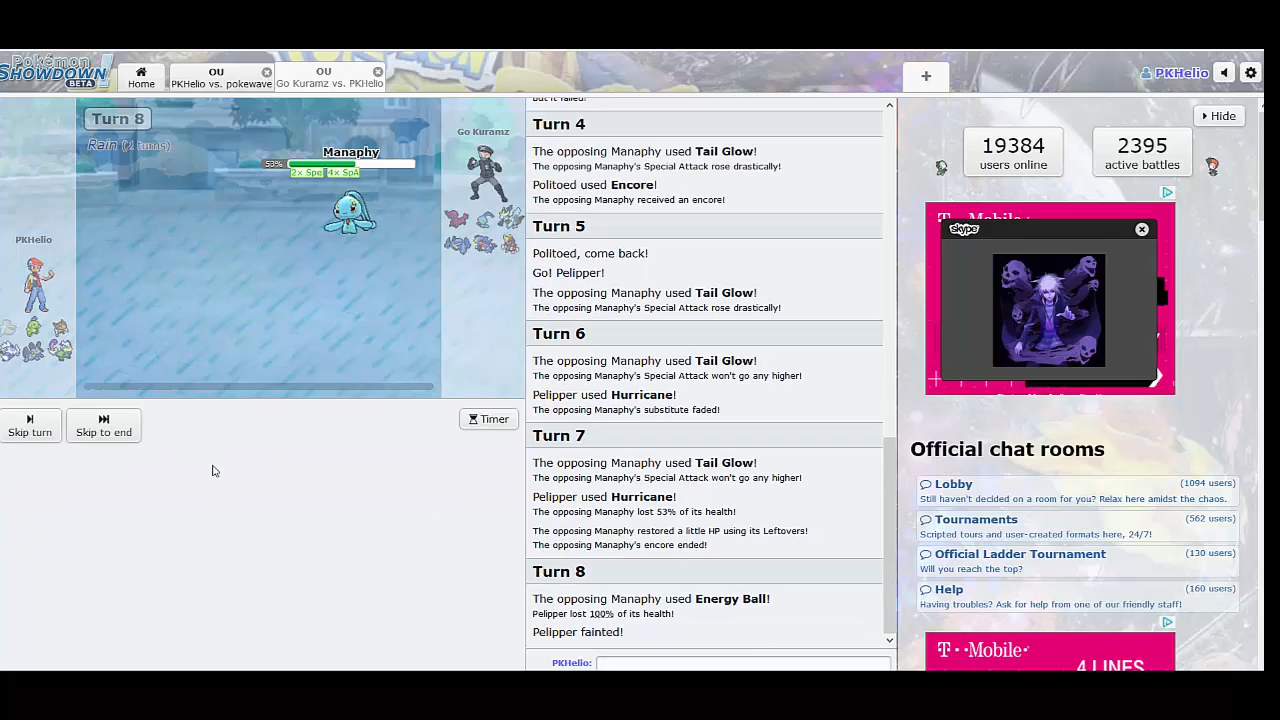 Pokémon
SHOWDOWN!
BETA
Home
OU
PKHelio vs. pokewave
OU
Go Kuramz vs. PKHelio
+
PKHelio
Turn 8
Rain (2 turns)
Manaphy
53%
2x Spe 4x SpA
Go Kuramz
PKHelio
Skip turn
Skip to end
Timer
But it failed!
Turn 4
The opposing Manaphy used Tail Glow!
The opposing Manaphy's Special Attack rose drastically!
Politoed used Encore!
The opposing Manaphy received an encore!
Turn 5
Politoed, come back!
Go! Pelipper!
The opposing Manaphy used Tail Glow!
The opposing Manaphy's Special Attack rose drastically!
Turn 6
The opposing Manaphy used Tail Glow!
The opposing Manaphy's Special Attack won't go any higher!
Pelipper used Hurricane!
The opposing Manaphy's substitute faded!
Turn 7
The opposing Manaphy used Tail Glow!
The opposing Manaphy's Special Attack won't go any higher!
Pelipper used Hurricane!
The opposing Manaphy lost 53% of its health!
The opposing Manaphy restored a little HP using its Leftovers!
The opposing Manaphy's encore ended!
Turn 8
The opposing Manaphy used Energy Ball!
Pelipper lost 100% of its health!
Pelipper fainted!
PKHelio:
Hide
19384
users online
2395
active battles
skype
Official chat rooms
Lobby (1094 users)
Still haven't decided on a room for you? Relax here amidst the chaos.
Tournaments (562 users)
Scripted tours and user-created formats here, 24/7!
Official Ladder Tournament (130 users)
Will you reach the top?
Help (160 users)
Having troubles? Ask for help from one of our friendly staff!
T-Mobile
4 LINES